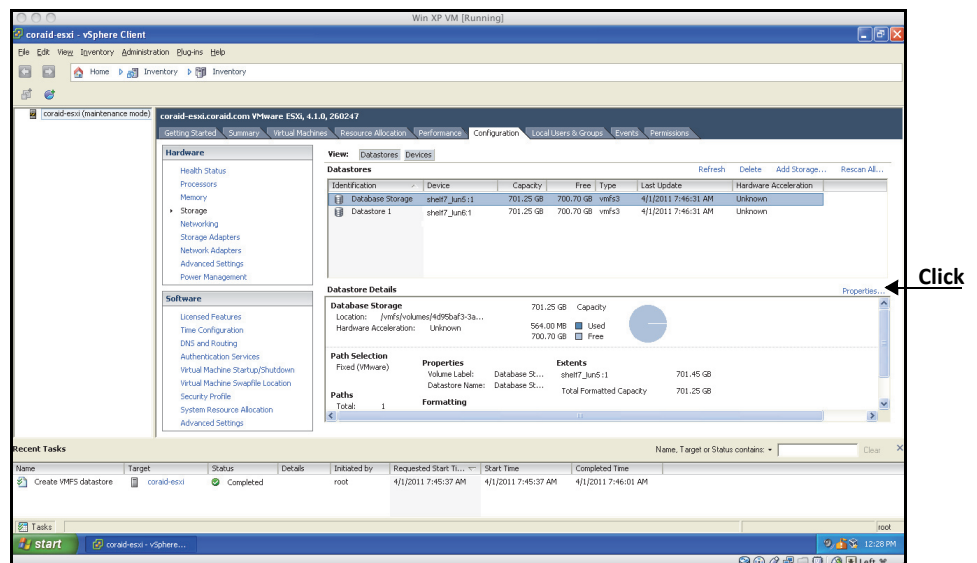 Win XP VM [Running]
coraid-esxi - vSphere Client
File Edit View Inventory Administration Plug-ins Help
Home Inventory Inventory
coraid-esxi (maintenance mode)
coraid-esxi.coraid.com VMware ESXi, 4.1.0, 260247
Getting Started Summary Virtual Machines Resource Allocation Performance Configuration Local Users & Groups Events Permissions
Hardware
Health Status
Processors
Memory
Storage
Networking
Storage Adapters
Network Adapters
Advanced Settings
Power Management
Software
Licensed Features
Time Configuration
DNS and Routing
Authentication Services
Virtual Machine Startup/Shutdown
Virtual Machine Swapfile Location
Security Profile
System Resource Allocation
Advanced Settings
View: Datastores Devices
Datastores Refresh Delete Add Storage... Rescan All...
Identification Device Capacity Free Type Last Update Hardware Acceleration
Database Storage shelf7_lun5:1 701.25 GB 700.70 GB vmfs3 4/1/2011 7:46:31 AM Unknown
Datastore 1 shelf7_lun6:1 701.25 GB 700.70 GB vmfs3 4/1/2011 7:46:31 AM Unknown
Datastore Details Properties...
Click
Database Storage 701.25 GB Capacity
Location: /vmfs/volumes/4d95baf3-3a...
Hardware Acceleration: Unknown 564.00 MB Used
700.70 GB Free
Path Selection
Fixed (VMware)
Properties Extents
Volume Label: Database St... shelf7_lun5:1 701.45 GB
Datastore Name: Database St...
Total Formatted Capacity 701.25 GB
Paths
Total: 1
Formatting
Recent Tasks Name, Target or Status contains: Clear
Name Target Status Details Initiated by Requested Start Ti... Start Time Completed Time
Create VMFS datastore coraid-esxi Completed root 4/1/2011 7:45:37 AM 4/1/2011 7:45:37 AM 4/1/2011 7:46:01 AM
Tasks root
start coraid-esxi - vSphere... 12:28 PM
Left ⌘